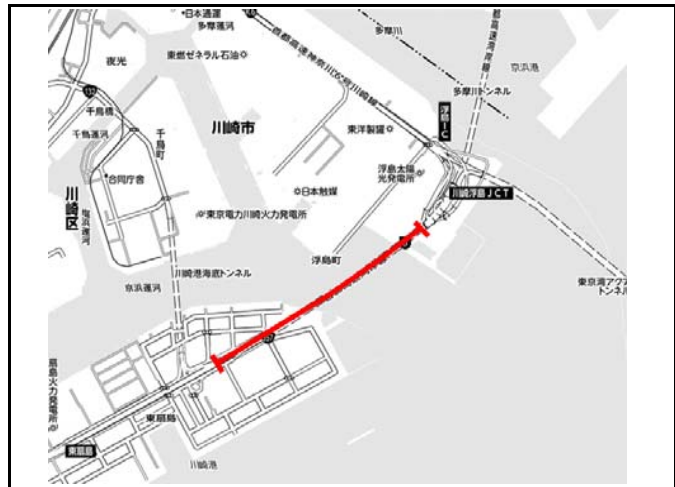 日本通運
多摩運河
夜光
東燃ゼネラル石油
首都高速神奈川6号川崎線
都高速湾岸線
多摩川
京浜港
多摩川トンネル
132
千鳥橋
千鳥運河
千鳥町
川崎市
東洋製罐
浮島IC
浮島太陽
光発電所
川崎浮島JCT
合同庁舎
川崎区
塩浜運河
日本触媒
東京電力川崎火力発電所
川崎港海底トンネル
浮島町
京浜運河
東京湾アクア
トンネル
扇島火力発電所
東扇島
東扇島
川崎港